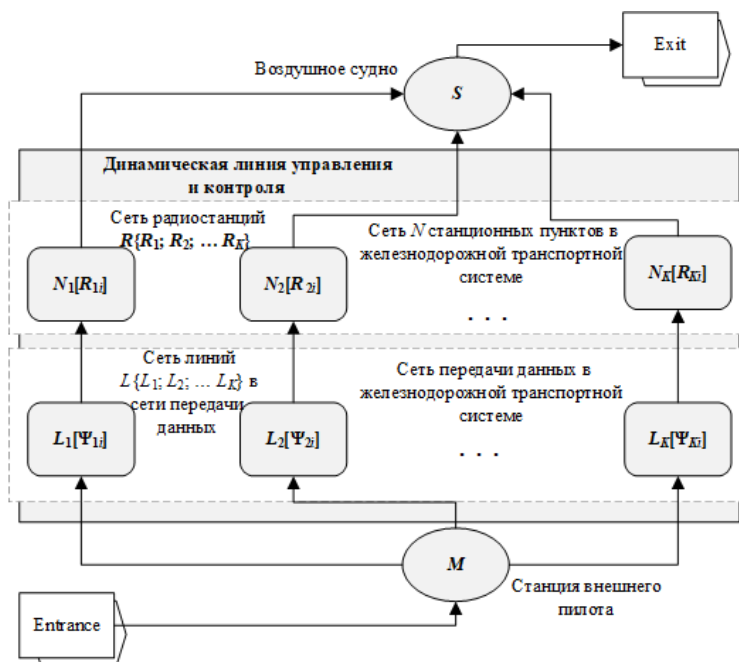 Exit
Воздушное судно
S
Динамическая линия управления
и контроля
Сеть радиостанций
R{R1; R2; … RK}
Сеть N станционных пунктов в
железнодорожной транспортной
системе
N1[R1i]
N2[R 2i]
. . .
NK[RKi]
Сеть линий
L{L1; L2; … LK} в
сети передачи
данных
Сеть передачи данных в
железнодорожной транспортной
системе
L1[Ψ1i]
L2[Ψ2i]
. . .
LK[ΨKi]
M
Станция внешнего
пилота
Entrance